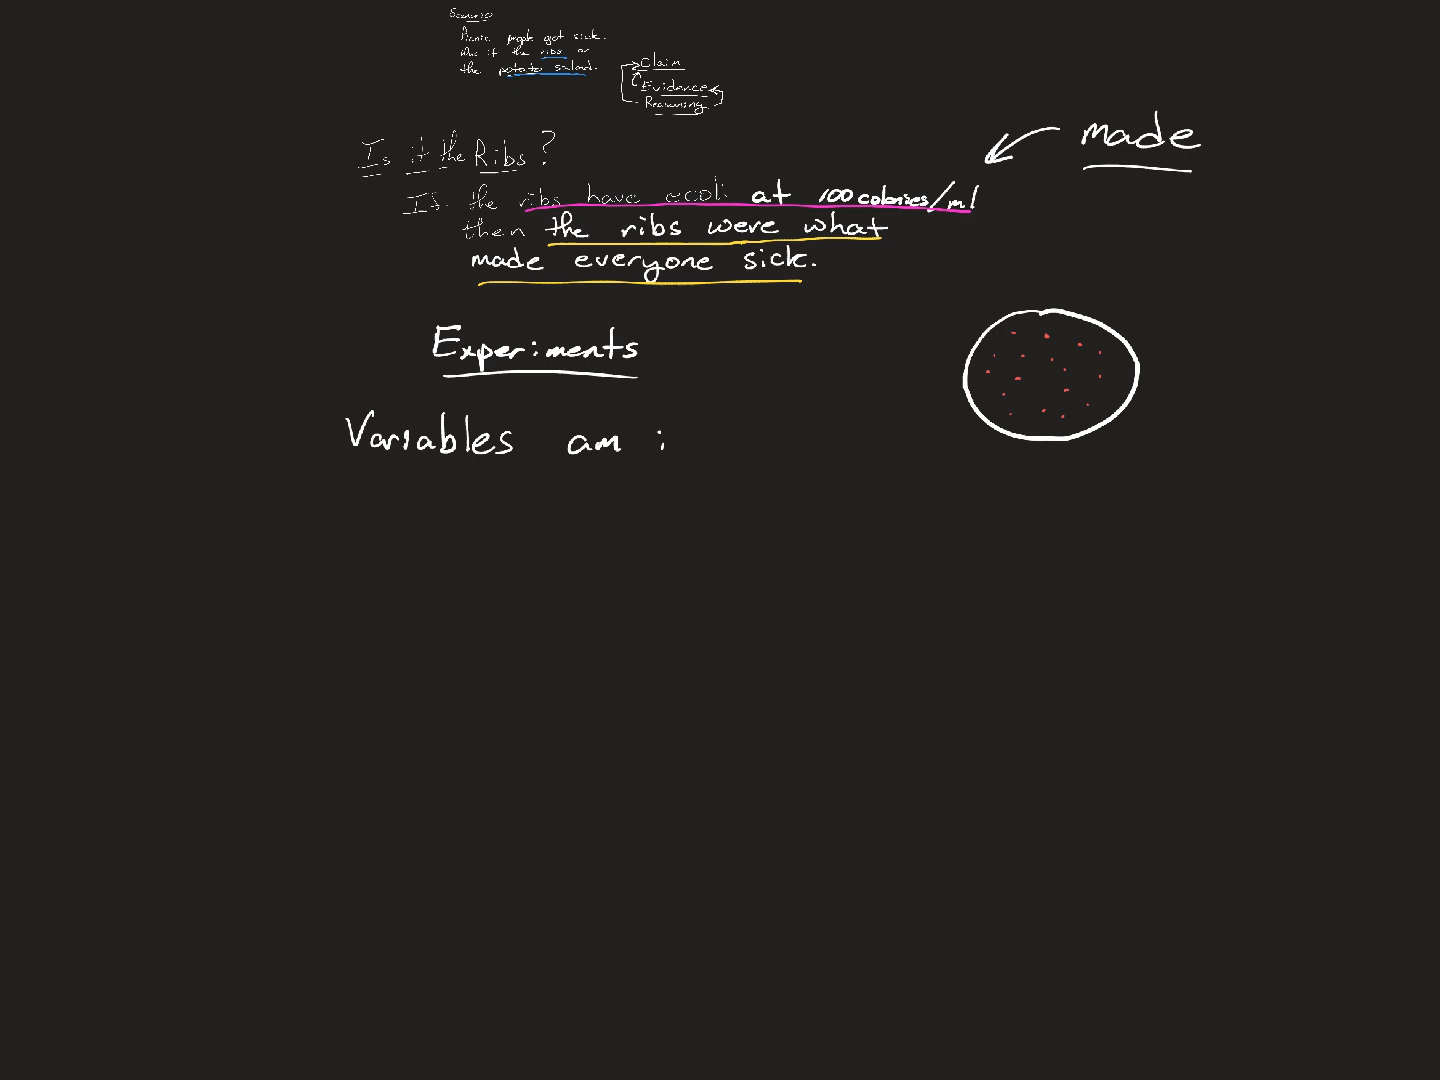 Scenario
Picnic people got sick.
Was it the ribs or
the potato salad.
Claim
Evidence
Reasoning
made
Is it the Ribs?
If the ribs have ecoli at 100 colonies/ml
then the ribs were what
made everyone sick.
Experiments
Variables am i